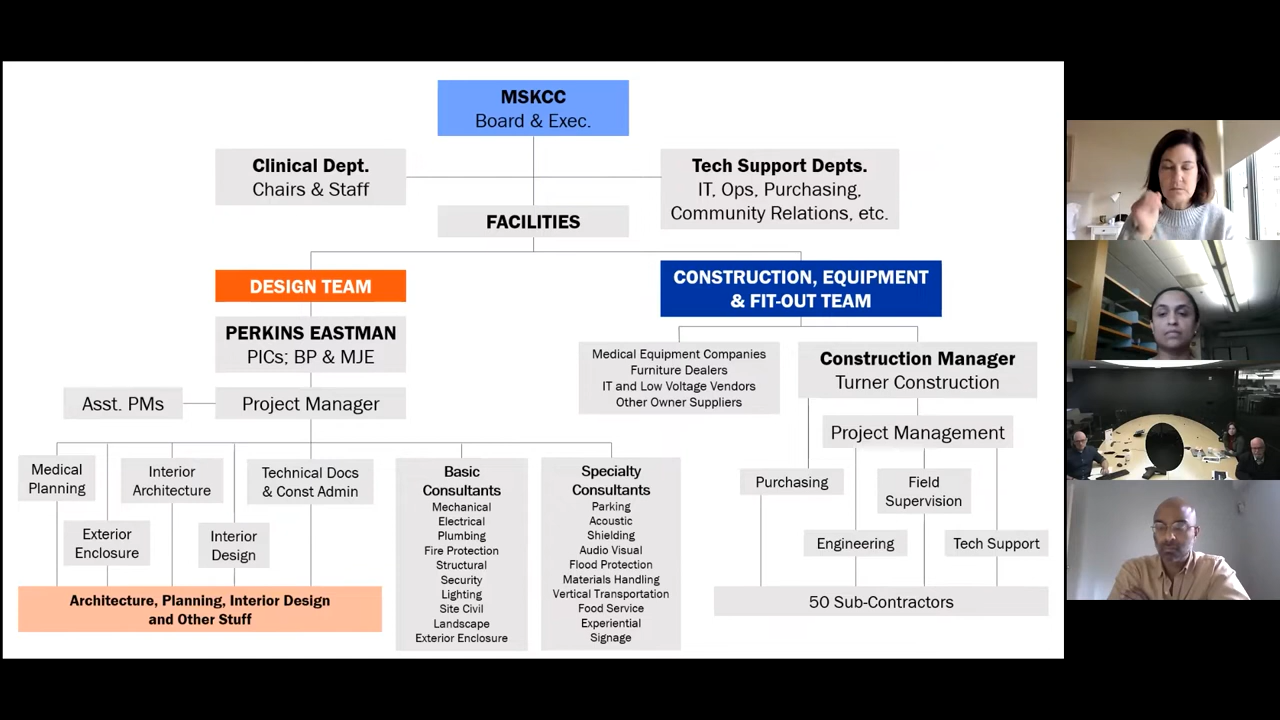 MSKCC
Board & Exec.
Clinical Dept.
Chairs & Staff
Tech Support Depts.
IT, Ops, Purchasing,
Community Relations, etc.
FACILITIES
DESIGN TEAM
CONSTRUCTION, EQUIPMENT
& FIT-OUT TEAM
PERKINS EASTMAN
PICs; BP & MJE
Medical Equipment Companies
Furniture Dealers
IT and Low Voltage Vendors
Other Owner Suppliers
Construction Manager
Turner Construction
Asst. PMs
Project Manager
Project Management
Medical
Planning
Interior
Architecture
Technical Docs
& Const Admin
Exterior
Enclosure
Interior
Design
Architecture, Planning, Interior Design
and Other Stuff
Basic
Consultants
Mechanical
Electrical
Plumbing
Fire Protection
Structural
Security
Lighting
Site Civil
Landscape
Exterior Enclosure
Specialty
Consultants
Parking
Acoustic
Shielding
Audio Visual
Flood Protection
Materials Handling
Vertical Transportation
Food Service
Experiential
Signage
Purchasing
Field
Supervision
Engineering
Tech Support
50 Sub-Contractors